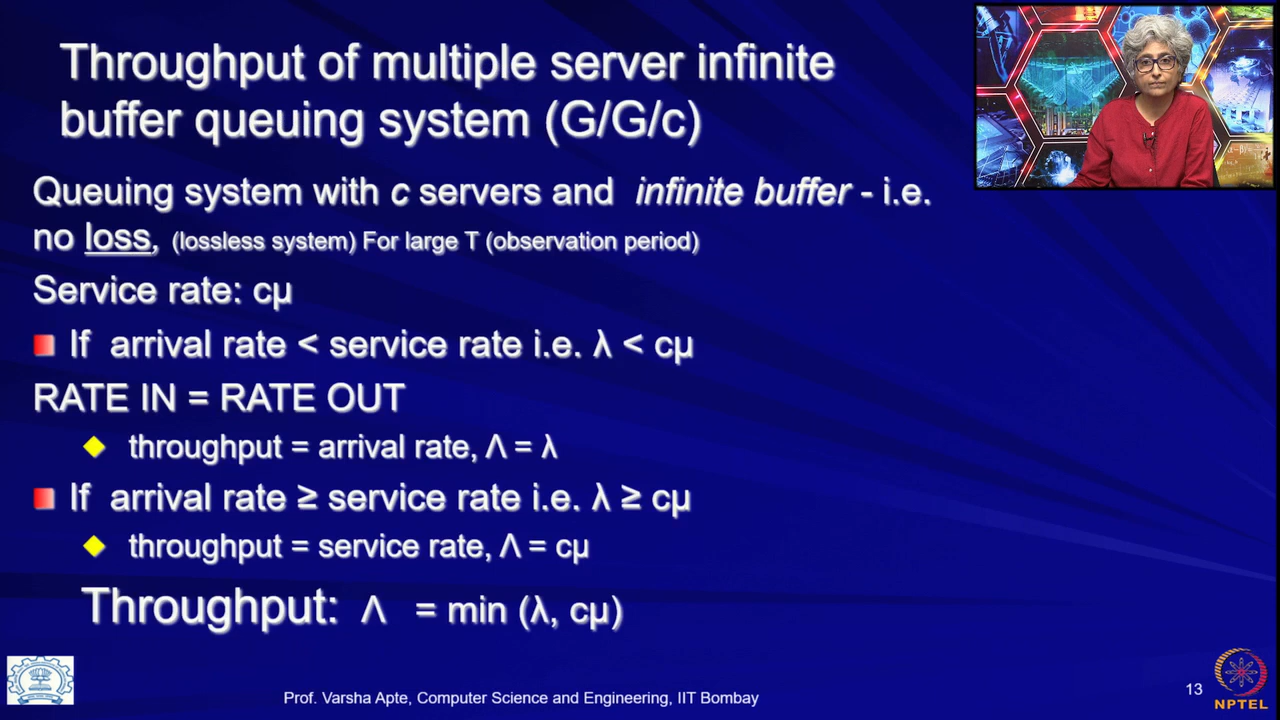 Throughput of multiple server infinite
buffer queuing system (G/G/c)
Queuing system with c servers and infinite buffer - i.e.
no loss, (lossless system) For large T (observation period)
Service rate: cμ
If arrival rate < service rate i.e. λ < cμ
RATE IN = RATE OUT
throughput = arrival rate, Λ = λ
If arrival rate ≥ service rate i.e. λ ≥ cμ
throughput = service rate, Λ = cμ
Throughput: Λ = min (λ, cμ)
Prof. Varsha Apte, Computer Science and Engineering, IIT Bombay
13
NPTEL